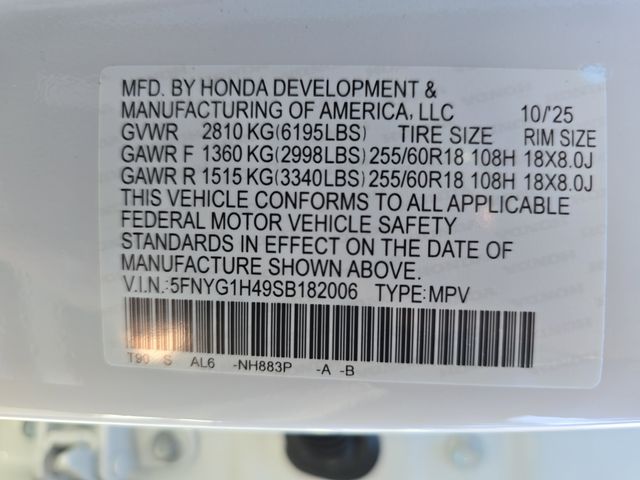 MFD. BY HONDA DEVELOPMENT &
MANUFACTURING OF AMERICA, LLC 10/'25
GVWR 2810 KG(6195LBS) TIRE SIZE RIM SIZE
GAWR F 1360 KG(2998LBS) 255/60R18 108H 18X8.0J
GAWR R 1515 KG(3340LBS) 255/60R18 108H 18X8.0J
THIS VEHICLE CONFORMS TO ALL APPLICABLE
FEDERAL MOTOR VEHICLE SAFETY
STANDARDS IN EFFECT ON THE DATE OF
MANUFACTURE SHOWN ABOVE.
V.I.N.:5FNYG1H49SB182006 TYPE:MPV
T90 S AL6 -NH883P -A -B